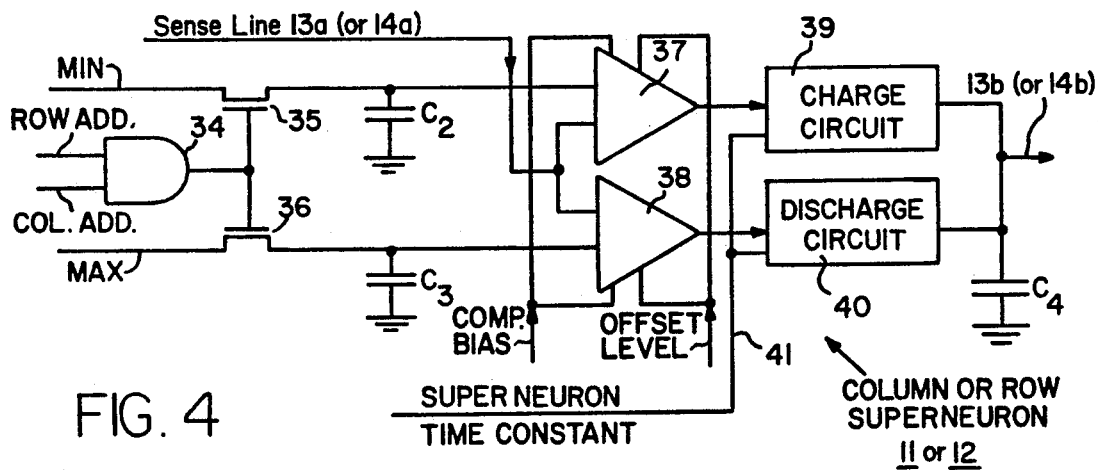 Sense Line 13a (or 14a)
MIN
ROW ADD.
34
COL. ADD.
MAX
35
36
C2
C3
37
38
COMP.
BIAS
OFFSET
LEVEL
39
CHARGE
CIRCUIT
DISCHARGE
CIRCUIT
40
41
13b (or 14b)
C4
SUPER NEURON
TIME CONSTANT
COLUMN OR ROW
SUPERNEURON
11 or 12
FIG. 4